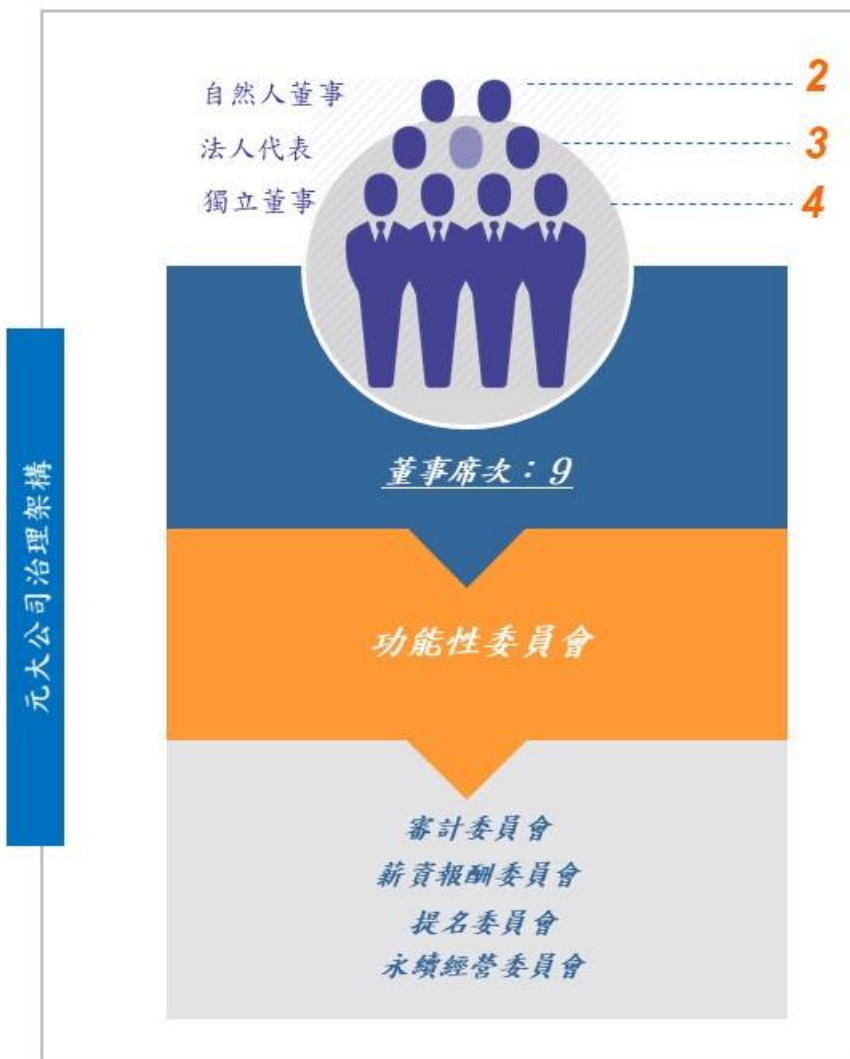 自然人董事 2
法人代表 3
獨立董事 4
董事席次：9
元大公司治理架構
功能性委員會
審計委員會
薪資報酬委員會
提名委員會
永續經營委員會